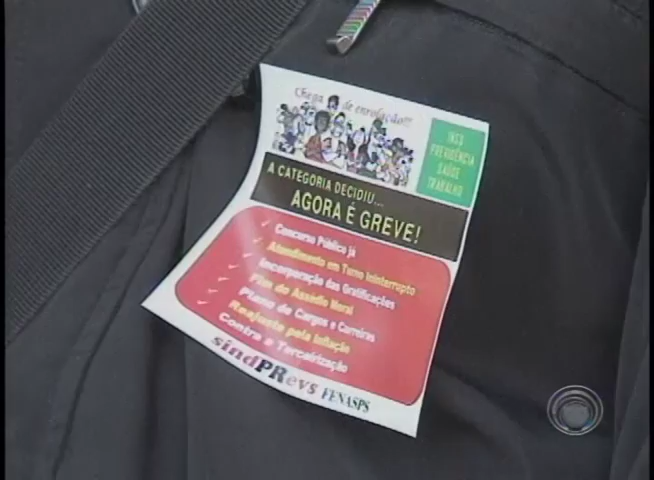 Chega de enrolação!!!
INSS
PREVIDÊNCIA
SAÚDE
TRABALHO
A CATEGORIA DECIDIU...
AGORA É GREVE!
Concurso Público já
Atendimento em Turno Ininterrupto
Incorporação das Gratificações
Fim do Assédio Moral
Plano de Cargos e Carreiras
Reajuste pela Inflação
Contra a Terceirização
sindPRevs FENASPS